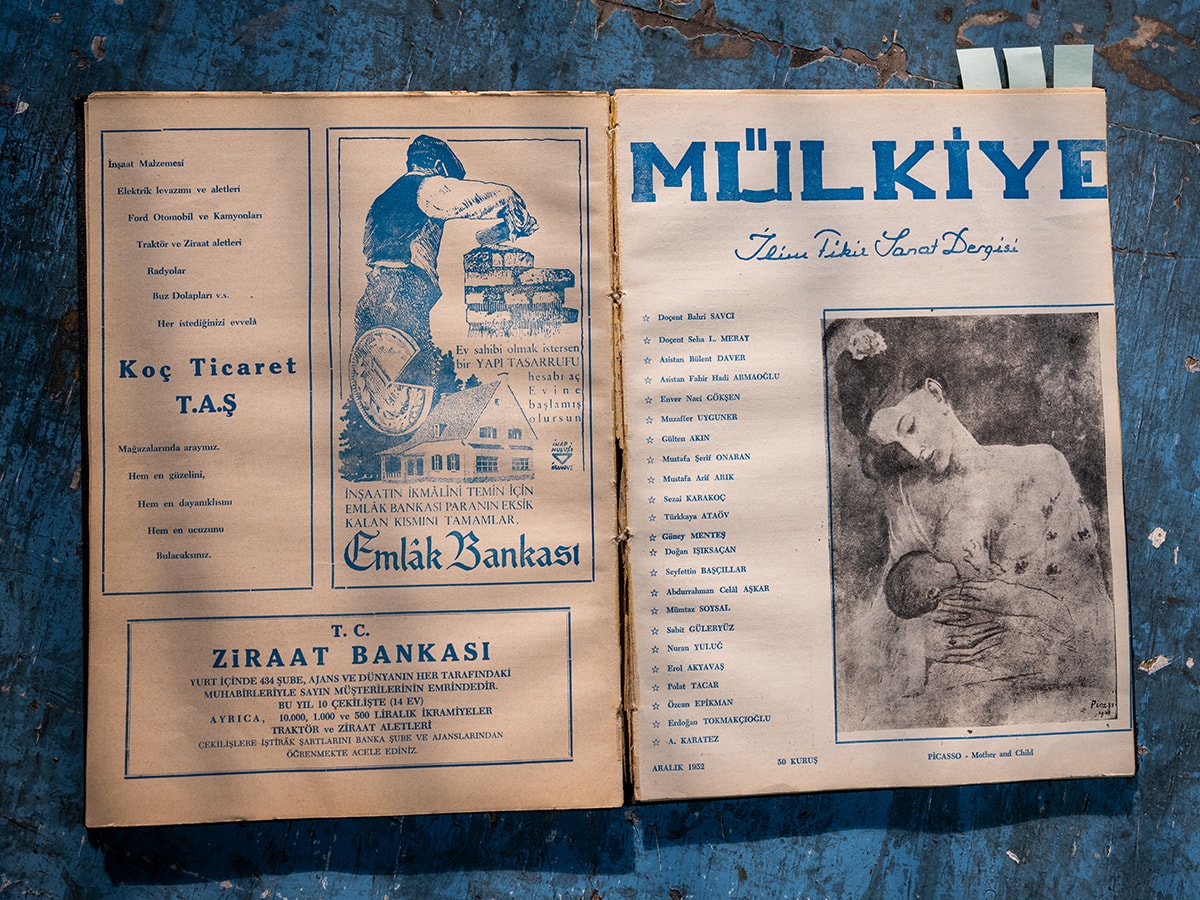 İnşaat Malzemesi
Elektrik levazımı ve aletleri
Ford Otomobil ve Kamyonları
Traktör ve Ziraat aletleri
Radyolar
Buz Dolapları v.s.
Her istediğinizi evvelâ
Koç Ticaret
T.A.Ş
Mağazalarında arayınız.
Hem en güzelini,
Hem en dayanıklısını
Hem en ucuzunu
Bulacaksınız.
Ev sahibi olmak istersen
bir YAPI TASARRUFU
hesabı aç
Evine
başlamış
olursun
İNŞAATIN İKMÂLİNİ TEMİN İÇİN
EMLÂK BANKASI PARANIN EKSİK
KALAN KISMINI TAMAMLAR.
Emlâk Bankası
T. C.
ZİRAAT BANKASI
YURT İÇİNDE 434 ŞUBE, AJANS VE DÜNYANIN HER TARAFINDAKİ
MUHABİRLERİYLE SAYIN MÜŞTERİLERİNİN EMRİNDEDİR.
BU YIL 10 ÇEKİLİŞTE (14 EV)
AYRICA, 10.000, 1.000 ve 500 LİRALIK İKRAMİYELER
TRAKTÖR ve ZİRAAT ALETLERİ
ÇEKİLİŞLERE İŞTİRÂK ŞARTLARINI BANKA ŞUBE VE AJANSLARINDAN
ÖĞRENMEKTE ACELE EDİNİZ.
MÜLKİYE
İlim Fikir Sanat Dergisi
☆ Doçent Bahri SAVCI
☆ Doçent Seha L. MERAY
☆ Asistan Bülent DAVER
☆ Asistan Fahir Hadi ARMAOĞLU
☆ Enver Naci GÖKŞEN
☆ Muzaffer UYGUNER
☆ Gülten AKIN
☆ Mustafa Şerif ONARAN
☆ Mustafa Arif ARIK
☆ Sezai KARAKOÇ
☆ Türkkaya ATAÖV
☆ Güney MENTEŞ
☆ Doğan IŞIKSAÇAN
☆ Seyfettin BAŞÇILLAR
☆ Abdurrahman Celâl AŞKAR
☆ Mümtaz SOYSAL
☆ Sabit GÜLERYÜZ
☆ Nuran YULUĞ
☆ Erol AKYAVAŞ
☆ Polat TACAR
☆ Özcan EPİKMAN
☆ Erdoğan TOKMAKÇIOĞLU
☆ A. KARATEZ
ARALIK 1952
50 KURUŞ
PİCASSO - Mother and Child